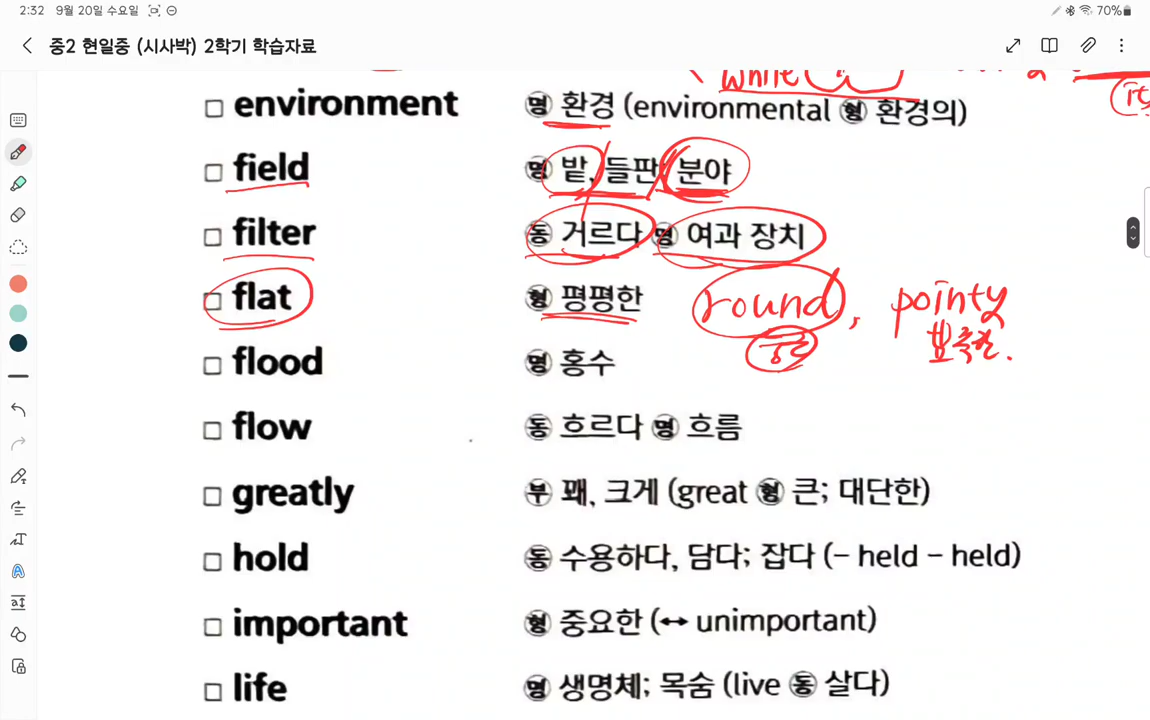 2:32 9월 20일 수요일 70%
중2 현일중 (시사박) 2학기 학습자료
while
environment 명 환경 (environmental 형 환경의)
field 명 밭, 들판; 분야
filter 동 거르다 명 여과 장치
flat 형 평평한 round, pointy
flood 명 홍수
flow 동 흐르다 명 흐름
greatly 부 꽤, 크게 (great 형 큰; 대단한)
hold 동 수용하다, 담다; 잡다 (– held – held)
important 형 중요한 (↔ unimportant)
life 명 생명체; 목숨 (live 동 살다)